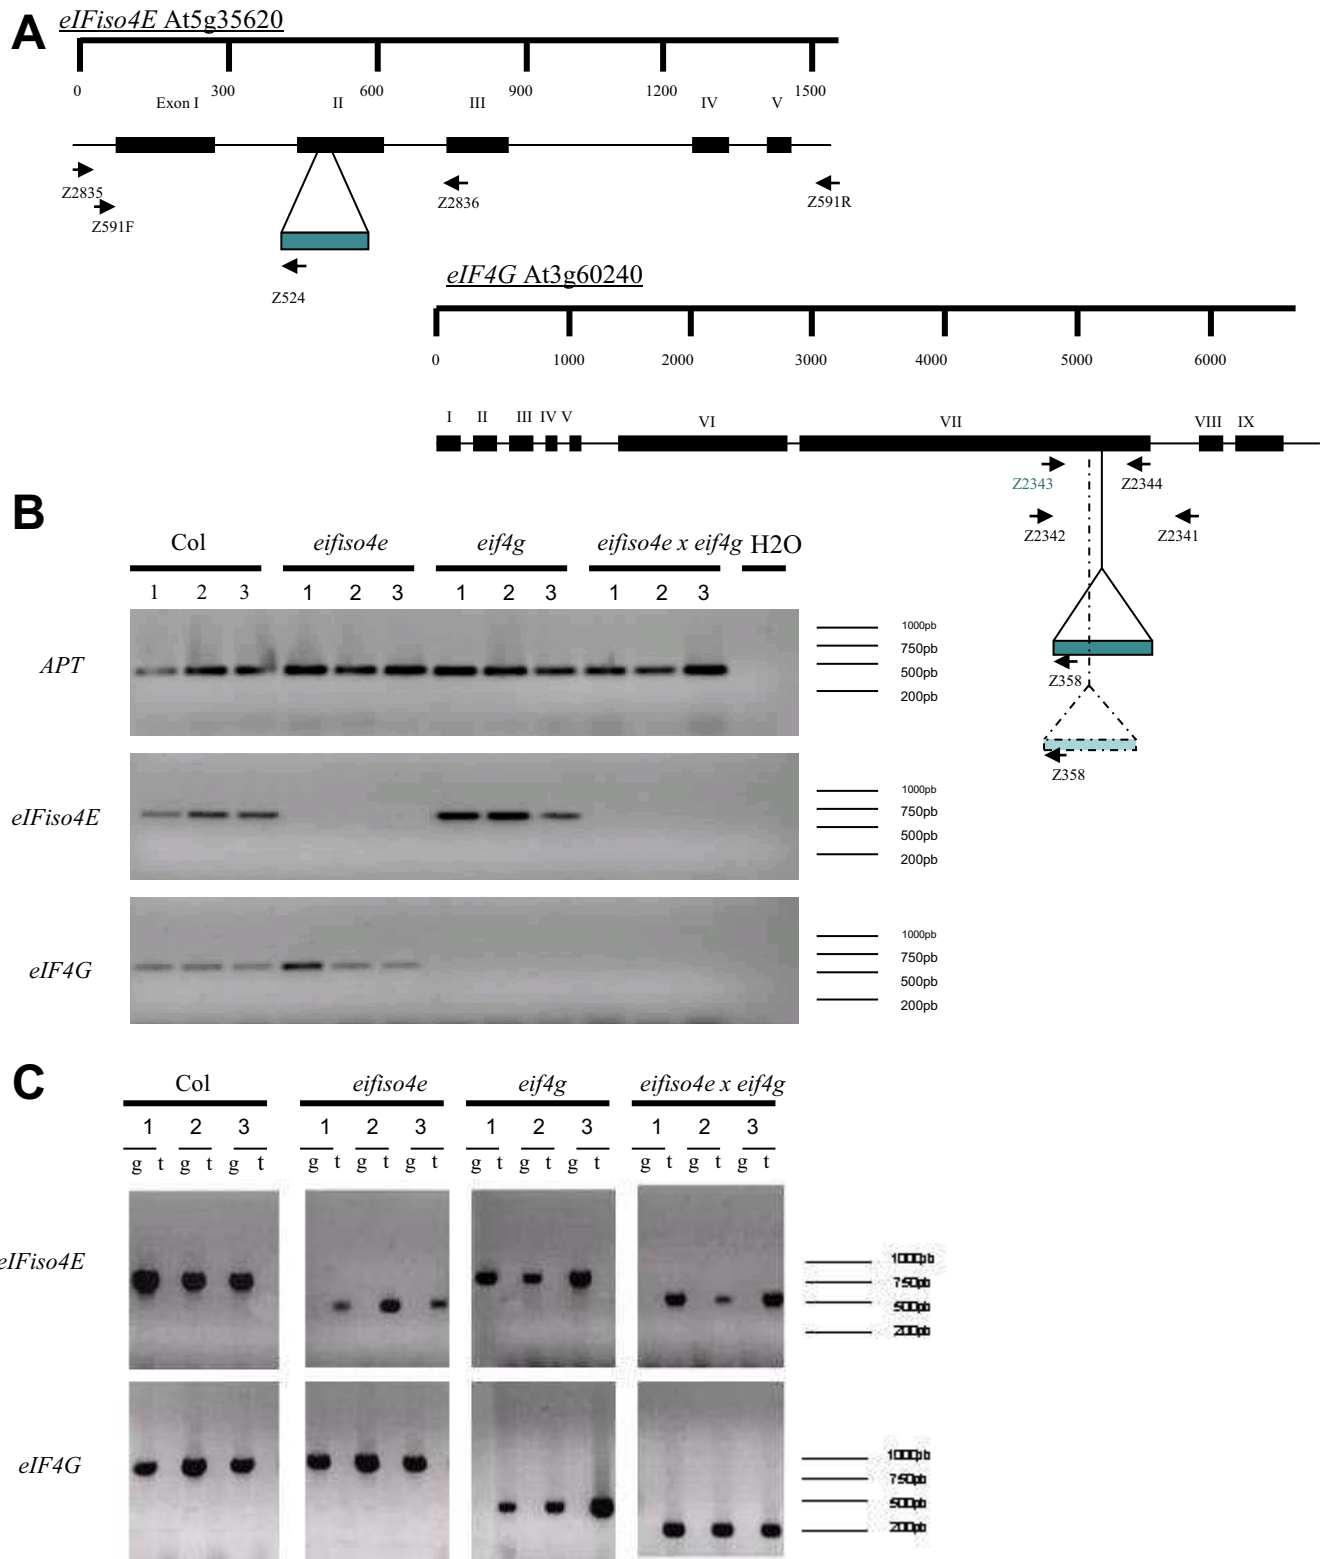 A
eIFiso4E At5g35620
0 300 600 900 1200 1500
Exon I II III IV V
Z2835 Z2836 Z591R
Z591F
Z524
eIF4G At3g60240
0 1000 2000 3000 4000 5000 6000
I II III IV V VI VII VIII IX
Z2343 Z2344
Z2342 Z2341
Z358
Z358
B
Col eifiso4e eif4g eifiso4e x eif4g H2O
1 2 3 1 2 3 1 2 3 1 2 3
APT
1000pb
750pb
500pb
200pb
eIFiso4E
1000pb
750pb
500pb
200pb
eIF4G
1000pb
750pb
500pb
200pb
C
Col eifiso4e eif4g eifiso4e x eif4g
1 2 3 1 2 3 1 2 3 1 2 3
g t g t g t g t g t g t g t g t g t g t g t g t
eIFiso4E
1000pb
750pb
500pb
200pb
eIF4G
1000pb
750pb
500pb
200pb